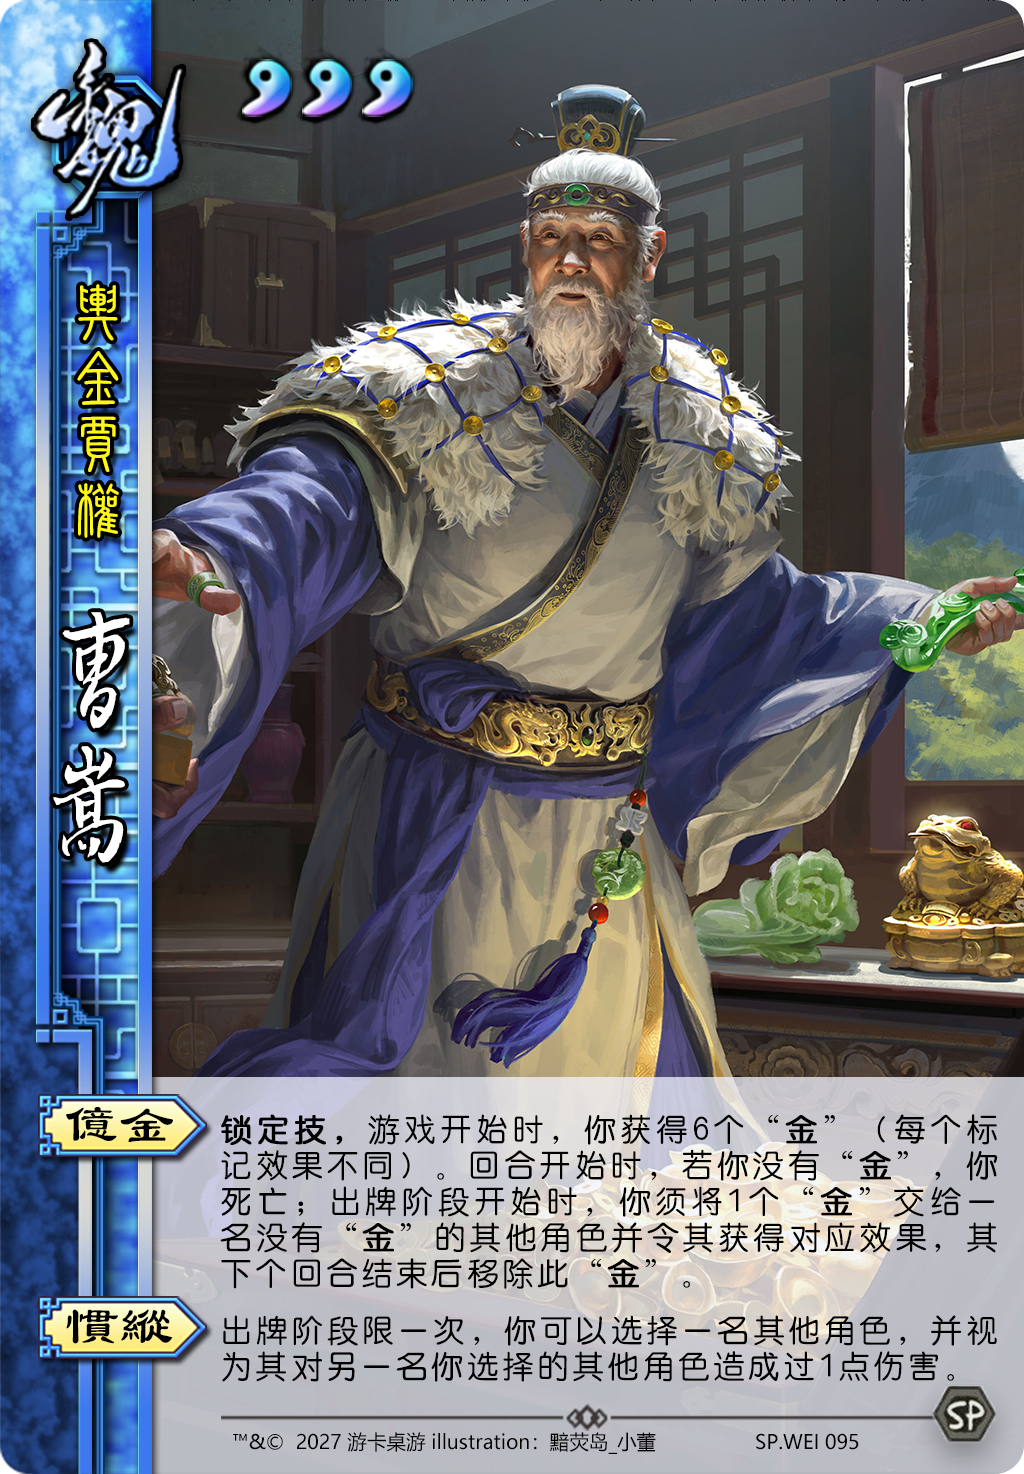 魏
輿金賈權
曹嵩
億金
锁定技，游戏开始时，你获得6个“金”（每个标
记效果不同）。回合开始时，若你没有“金”，你
死亡；出牌阶段开始时，你须将1个“金”交给一
名没有“金”的其他角色并令其获得对应效果，其
下个回合结束后移除此“金”。
慣縱
出牌阶段限一次，你可以选择一名其他角色，并视
为其对另一名你选择的其他角色造成过1点伤害。
SP
™&© 2027 游卡桌游 illustration：黯荧岛_小董
SP.WEI 095